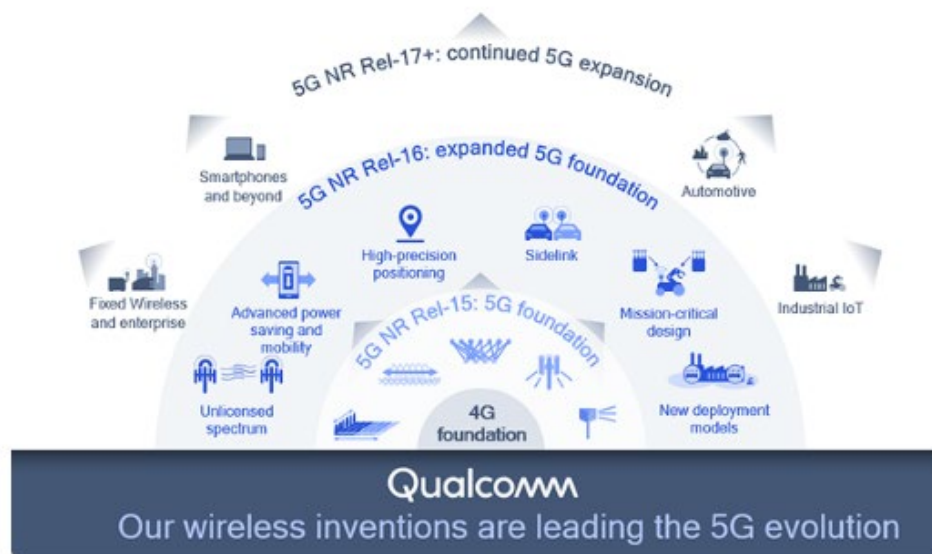 5G NR Rel-17+: continued 5G expansion
Smartphones
and beyond
Automotive
Fixed Wireless
and enterprise
Industrial IoT
5G NR Rel-16: expanded 5G foundation
High-precision
positioning
Sidelink
Advanced power
saving and
mobility
Mission-critical
design
Unlicensed
spectrum
New deployment
models
5G NR Rel-15: 5G foundation
4G
foundation
Qualcomm
Our wireless inventions are leading the 5G evolution